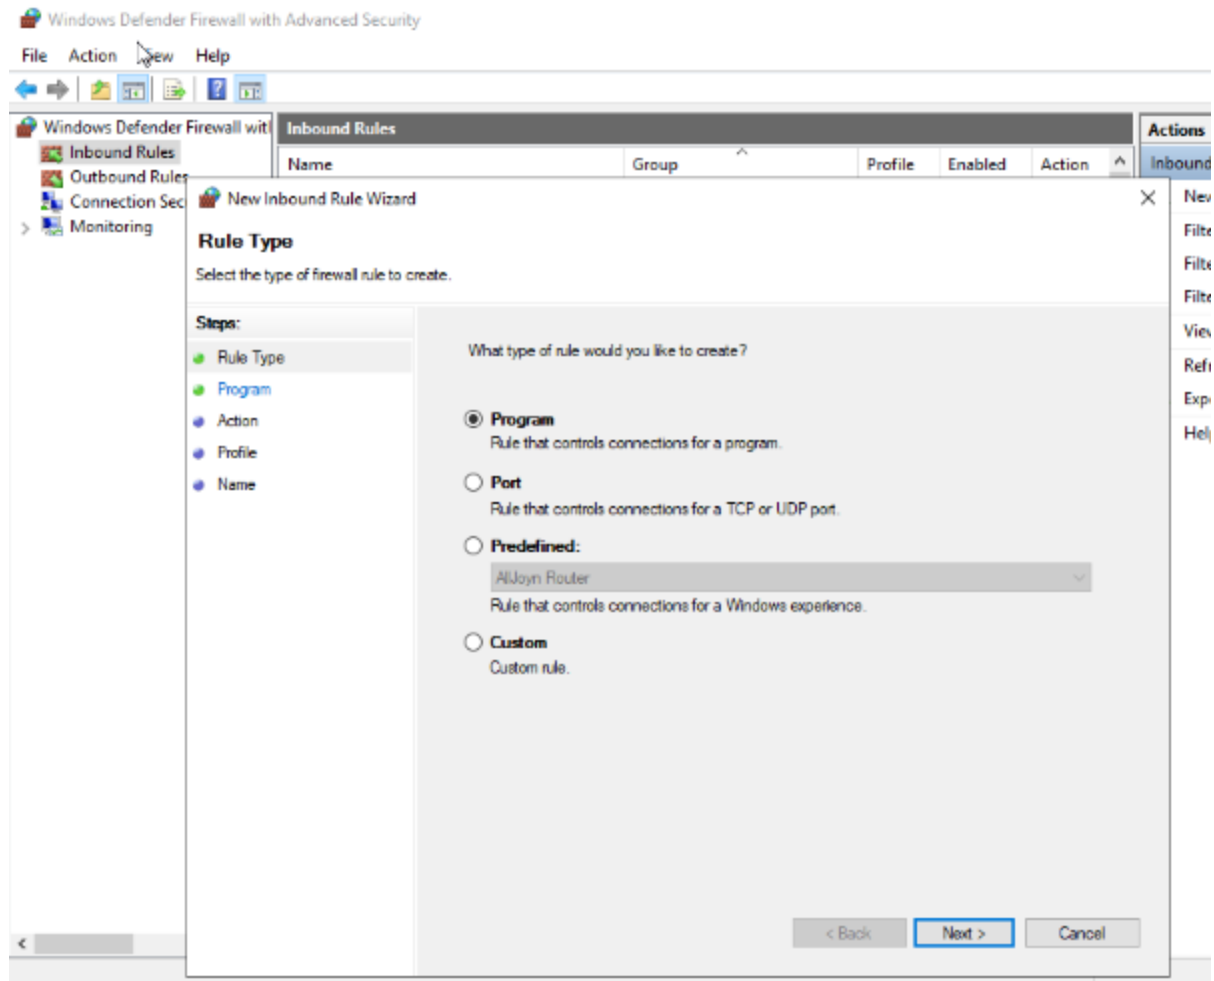 Windows Defender Firewall with Advanced Security
File Action View Help
Windows Defender Firewall with
Inbound Rules
Outbound Rules
Connection Sec
Monitoring
Inbound Rules
Name Group Profile Enabled Action
Actions
Inbound
New
Filte
Filte
Filte
View
Refr
Expo
Help
New Inbound Rule Wizard
Rule Type
Select the type of firewall rule to create.
Steps:
Rule Type
Program
Action
Profile
Name
What type of rule would you like to create?
Program
Rule that controls connections for a program.
Port
Rule that controls connections for a TCP or UDP port.
Predefined:
AllJoyn Router
Rule that controls connections for a Windows experience.
Custom
Custom rule.
< Back Next > Cancel